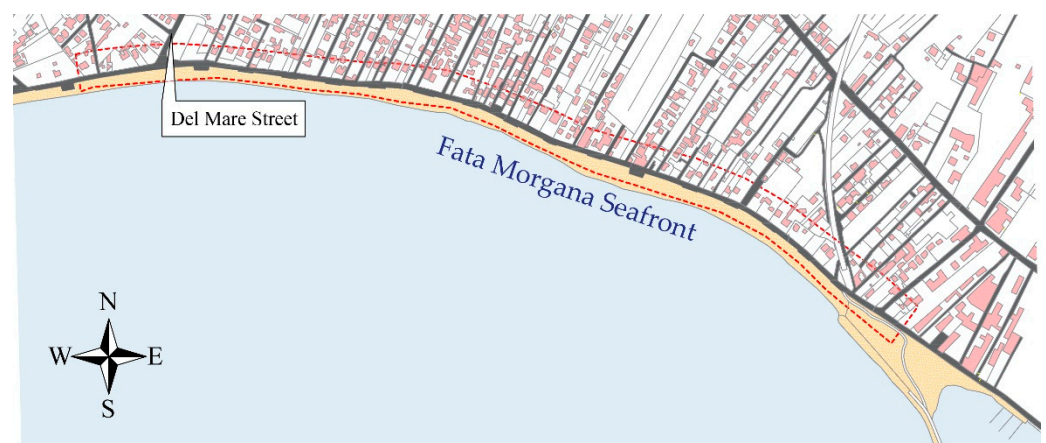 Del Mare Street
Fata Morgana Seafront
N
W E
S